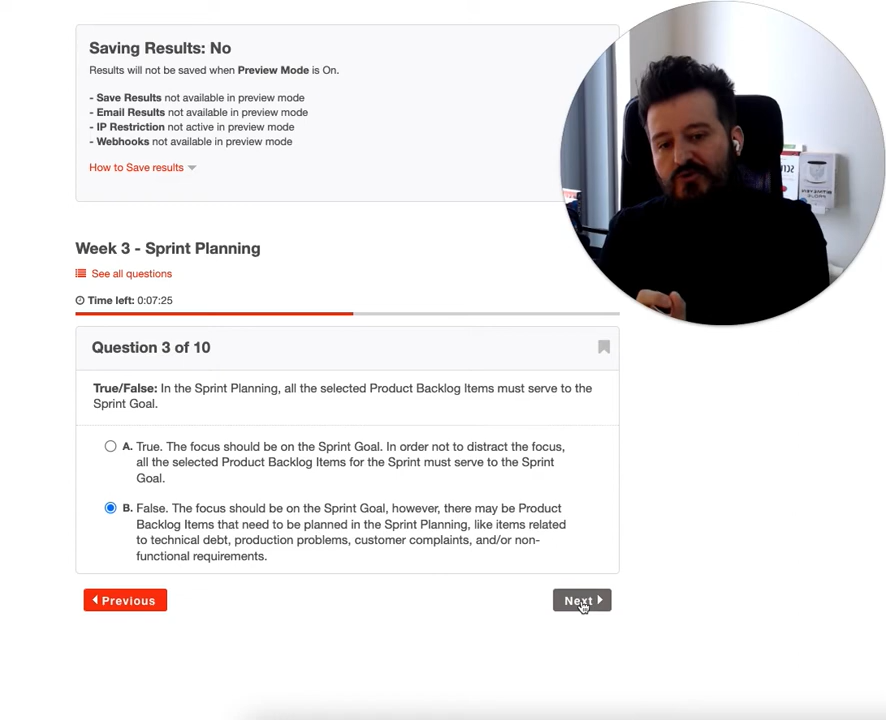 Saving Results: No
Results will not be saved when Preview Mode is On.
- Save Results not available in preview mode
- Email Results not available in preview mode
- IP Restriction not active in preview mode
- Webhooks not available in preview mode
How to Save results
Week 3 - Sprint Planning
See all questions
Time left: 0:07:25
Question 3 of 10
True/False: In the Sprint Planning, all the selected Product Backlog Items must serve to the
Sprint Goal.
A. True. The focus should be on the Sprint Goal. In order not to distract the focus,
all the selected Product Backlog Items for the Sprint must serve to the Sprint
Goal.
B. False. The focus should be on the Sprint Goal, however, there may be Product
Backlog Items that need to be planned in the Sprint Planning, like items related
to technical debt, production problems, customer complaints, and/or non-
functional requirements.
Previous
Next